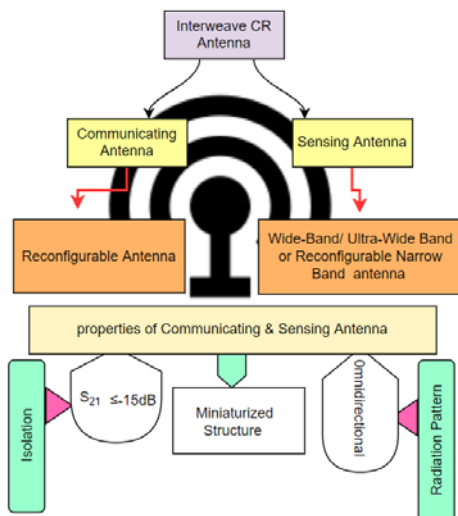 Interweave CR
Antenna
Communicating
Antenna
Sensing Antenna
Reconfigurable Antenna
Wide-Band/ Ultra-Wide Band
or Reconfigurable Narrow
Band antenna
properties of Communicating & Sensing Antenna
Isolation
S21 ≤-15dB
Miniaturized
Structure
Omnidirectional
Radiation Pattern